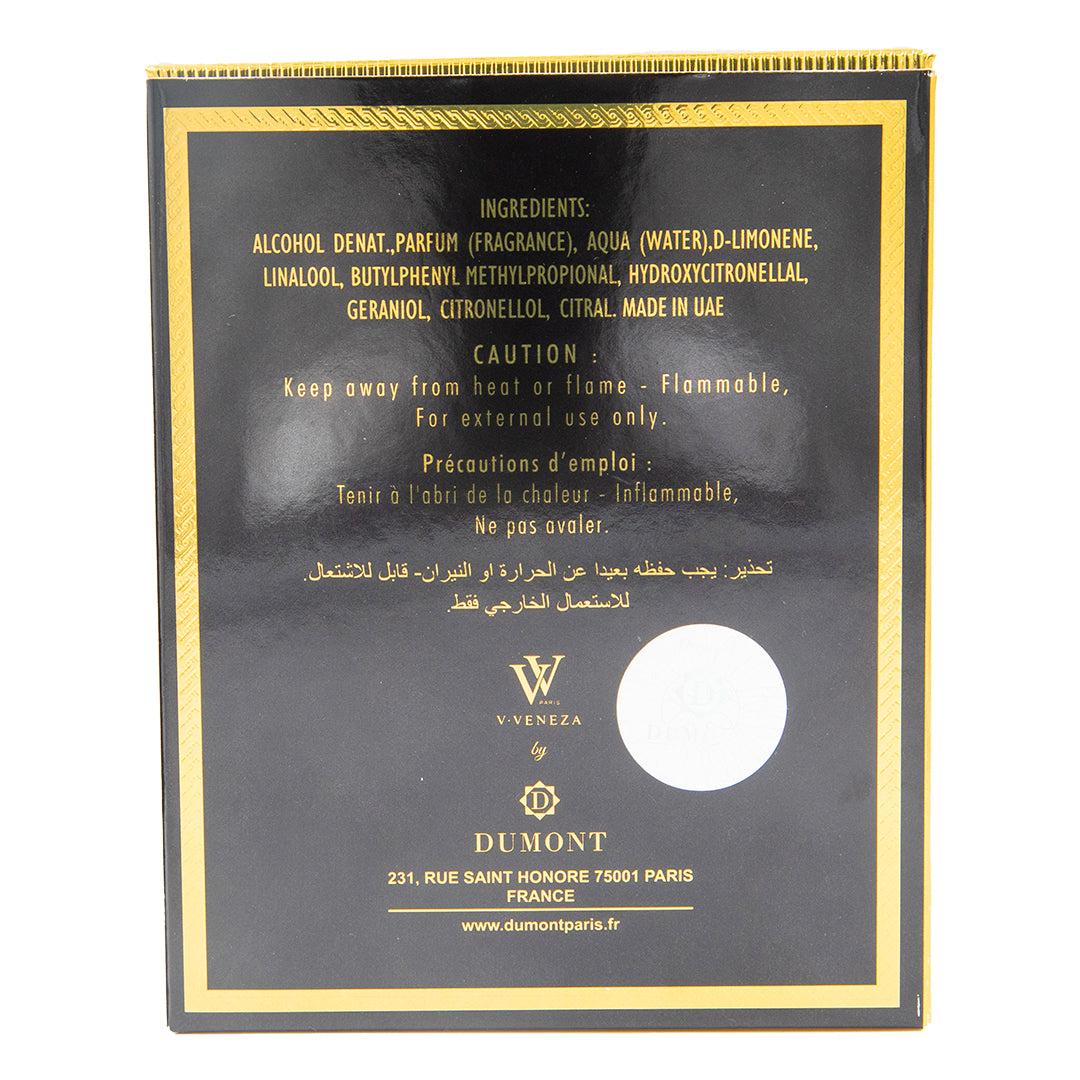 INGREDIENTS:
ALCOHOL DENAT.,PARFUM (FRAGRANCE), AQUA (WATER),D-LIMONENE,
LINALOOL, BUTYLPHENYL METHYLPROPIONAL, HYDROXYCITRONELLAL,
GERANIOL, CITRONELLOL, CITRAL. MADE IN UAE
CAUTION :
Keep away from heat or flame - Flammable,
For external use only.
Précautions d'emploi :
Tenir à l'abri de la chaleur - Inflammable,
Ne pas avaler.
تحذير: يجب حفظه بعيدا عن الحرارة او النيران- قابل للاشتعال.
للاستعمال الخارجي فقط.
PARIS
V·VENEZA
by
D
DUMONT
231, RUE SAINT HONORE 75001 PARIS
FRANCE
www.dumontparis.fr